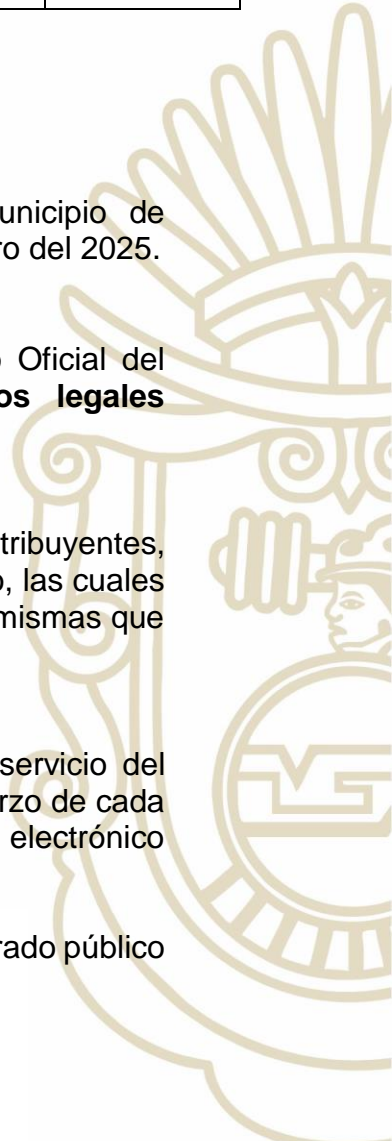 unicipio de
ro del 2025.
o Oficial del
os legales
tribuyentes,
o, las cuales
mismas que
servicio del
rzo de cada
electrónico
rado público